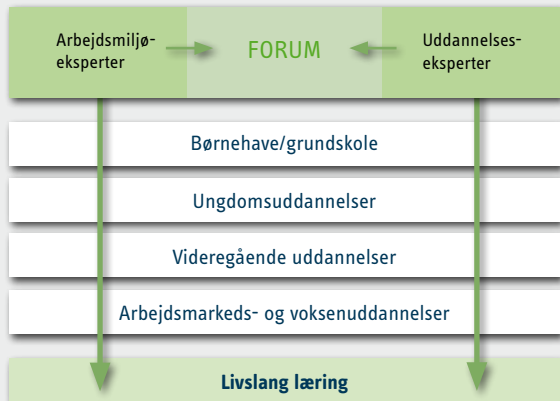 Arbejdsmiljø-
eksperter
FORUM
Uddannelses-
eksperter
Børnehave/grundskole
Ungdomsuddannelser
Videregående uddannelser
Arbejdsmarkeds- og voksenuddannelser
Livslang læring